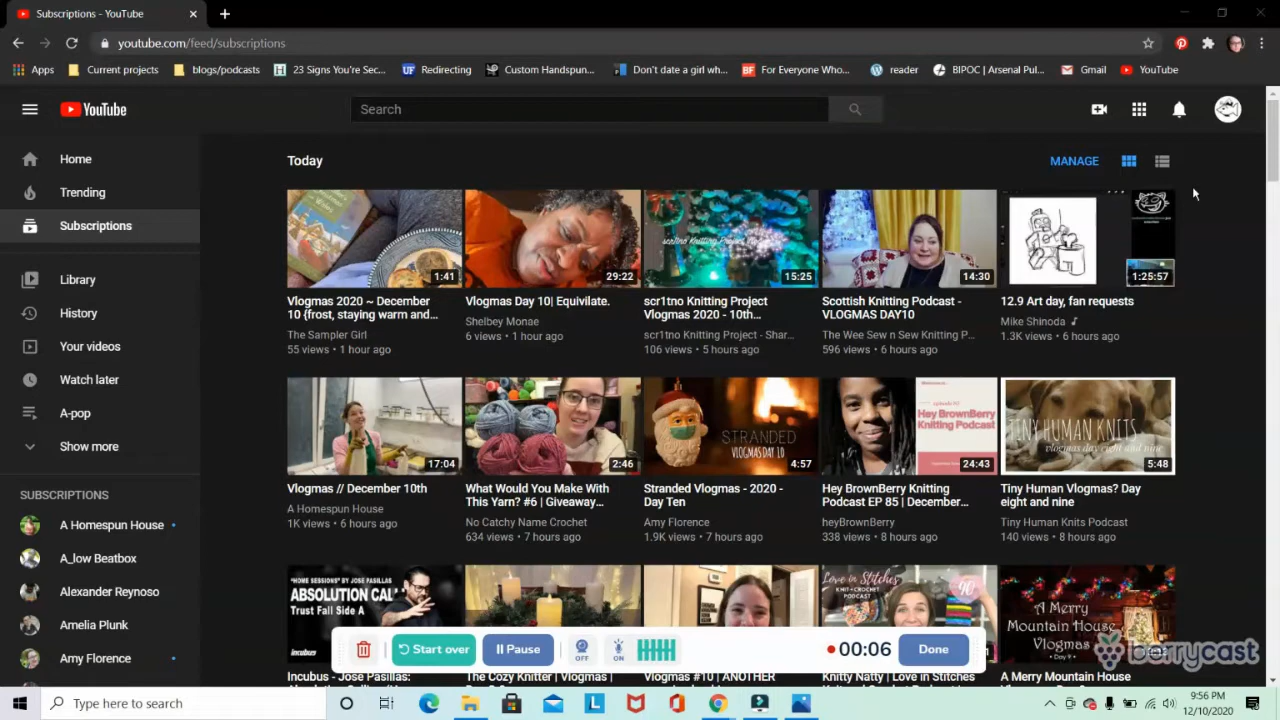 Subscriptions - YouTube
youtube.com/feed/subscriptions
Apps Current projects blogs/podcasts 23 Signs You're Sec... Redirecting Custom Handspun... Don't date a girl wh... For Everyone Who... reader BIPOC | Arsenal Pul... Gmail YouTube
YouTube
Search
Home
Trending
Subscriptions
Library
History
Your videos
Watch later
A-pop
Show more
SUBSCRIPTIONS
A Homespun House
A_low Beatbox
Alexander Reynoso
Amelia Plunk
Amy Florence
Today
MANAGE
1:41
29:22
scr1tno Knitting Project
15:25
14:30
1:25:57
Vlogmas 2020 ~ December
10 {frost, staying warm and...
The Sampler Girl
55 views • 1 hour ago
Vlogmas Day 10| Equivilate.
Shelbey Monae
6 views • 1 hour ago
scr1tno Knitting Project
Vlogmas 2020 - 10th...
scr1tno Knitting Project - Shar...
106 views • 5 hours ago
Scottish Knitting Podcast -
VLOGMAS DAY10
The Wee Sew n Sew Knitting P...
596 views • 6 hours ago
12.9 Art day, fan requests
Mike Shinoda ♪
1.3K views • 6 hours ago
17:04
2:46
STRANDED
VLOGMAS DAY 10
4:57
Hey BrownBerry
Knitting Podcast
24:43
TINY HUMAN KNITS
vlogmas day eight and nine
5:48
Vlogmas // December 10th
A Homespun House
1K views • 6 hours ago
What Would You Make With
This Yarn? #6 | Giveaway...
No Catchy Name Crochet
634 views • 7 hours ago
Stranded Vlogmas - 2020 -
Day Ten
Amy Florence
1.9K views • 7 hours ago
Hey BrownBerry Knitting
Podcast EP 85 | December...
heyBrownBerry
338 views • 8 hours ago
Tiny Human Vlogmas? Day
eight and nine
Tiny Human Knits Podcast
140 views • 8 hours ago
"HOME SESSIONS" BY JOSE PASILLAS
ABSOLUTION CAL
Trust Fall Side A
Love in Stitches
KNIT + CROCHET
PODCAST
90
A Merry
Mountain House
Vlogmas
- Day 9 -
Incubus - Jose Pasillas:
The Cozy Knitter | Vlogmas |
Vlogmas #10 | ANOTHER
Knitty Natty | Love in Stitches
A Merry Mountain House
Start over
Pause
OFF
ON
00:06
Done
berrycast
Type here to search
9:56 PM
12/10/2020